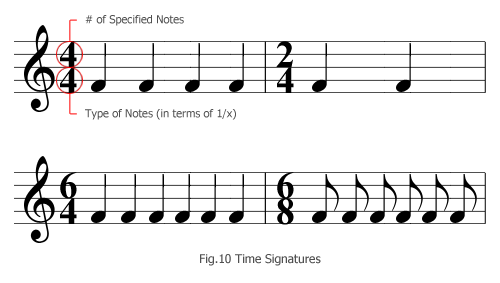 # of Specified Notes
4 2
4 4
Type of Notes (in terms of 1/x)
6 6
4 8
Fig.10 Time Signatures